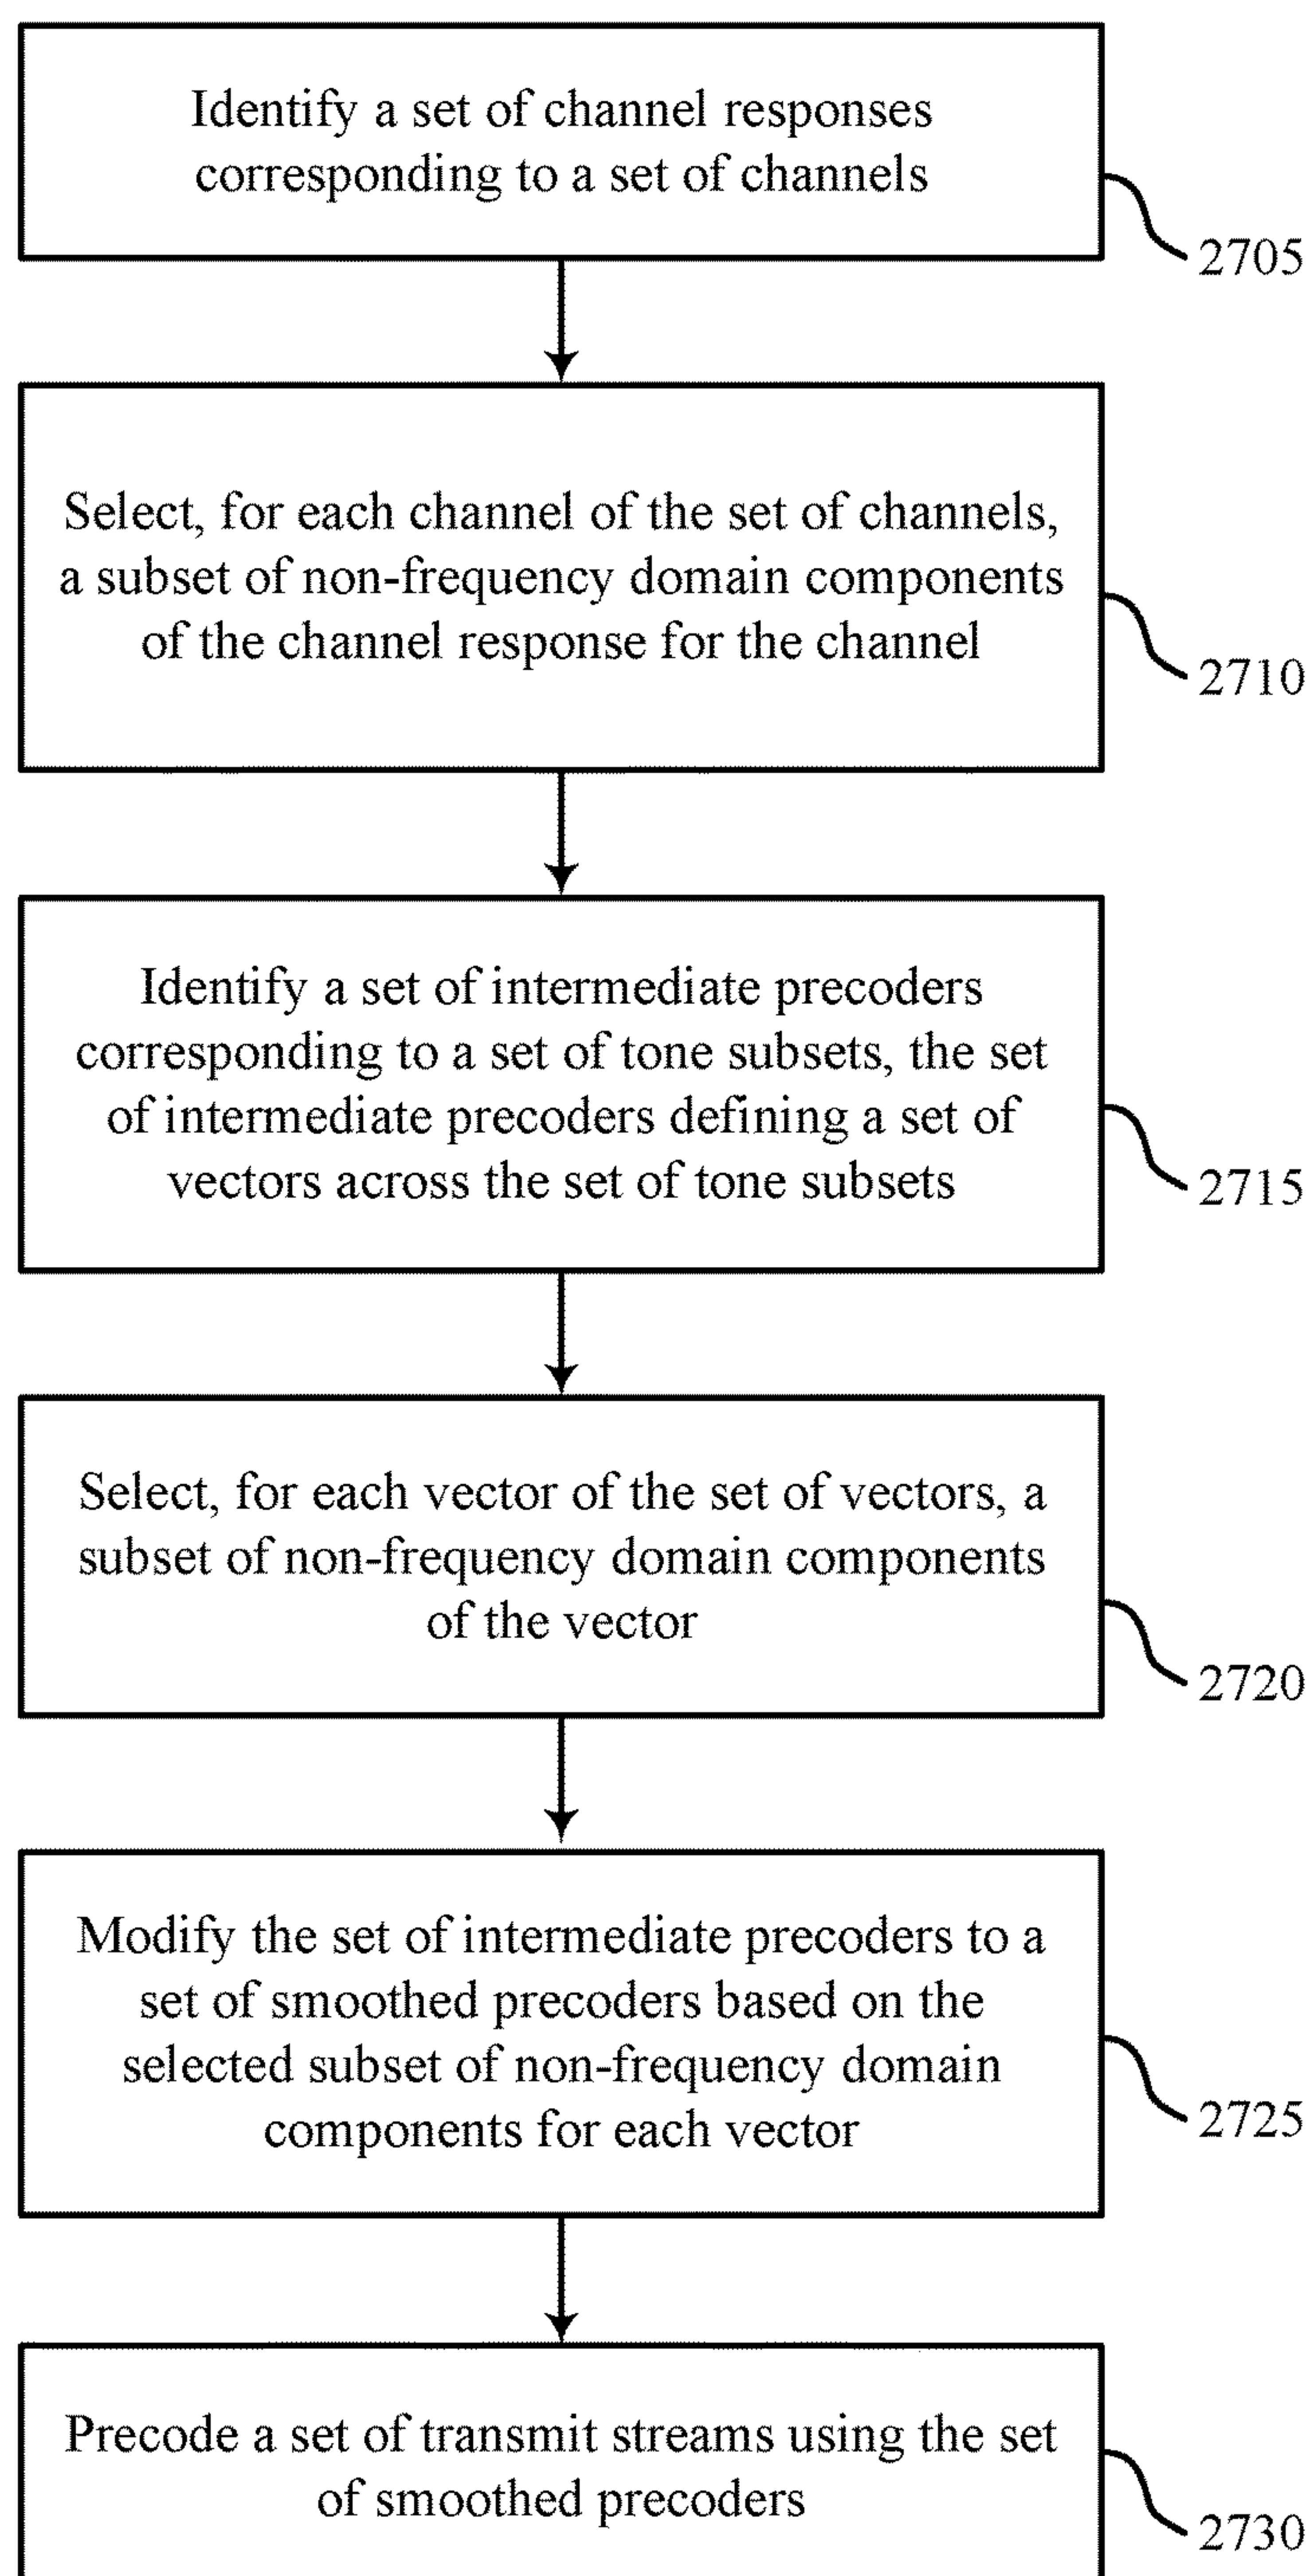 Identify a set of channel responses
corresponding to a set of channels
2705
Select, for each channel of the set of channels,
a subset of non-frequency domain components
of the channel response for the channel
2710
Identify a set of intermediate precoders
corresponding to a set of tone subsets, the set
of intermediate precoders defining a set of
vectors across the set of tone subsets
2715
Select, for each vector of the set of vectors, a
subset of non-frequency domain components
of the vector
2720
Modify the set of intermediate precoders to a
set of smoothed precoders based on the
selected subset of non-frequency domain
components for each vector
2725
Precode a set of transmit streams using the set
of smoothed precoders
2730